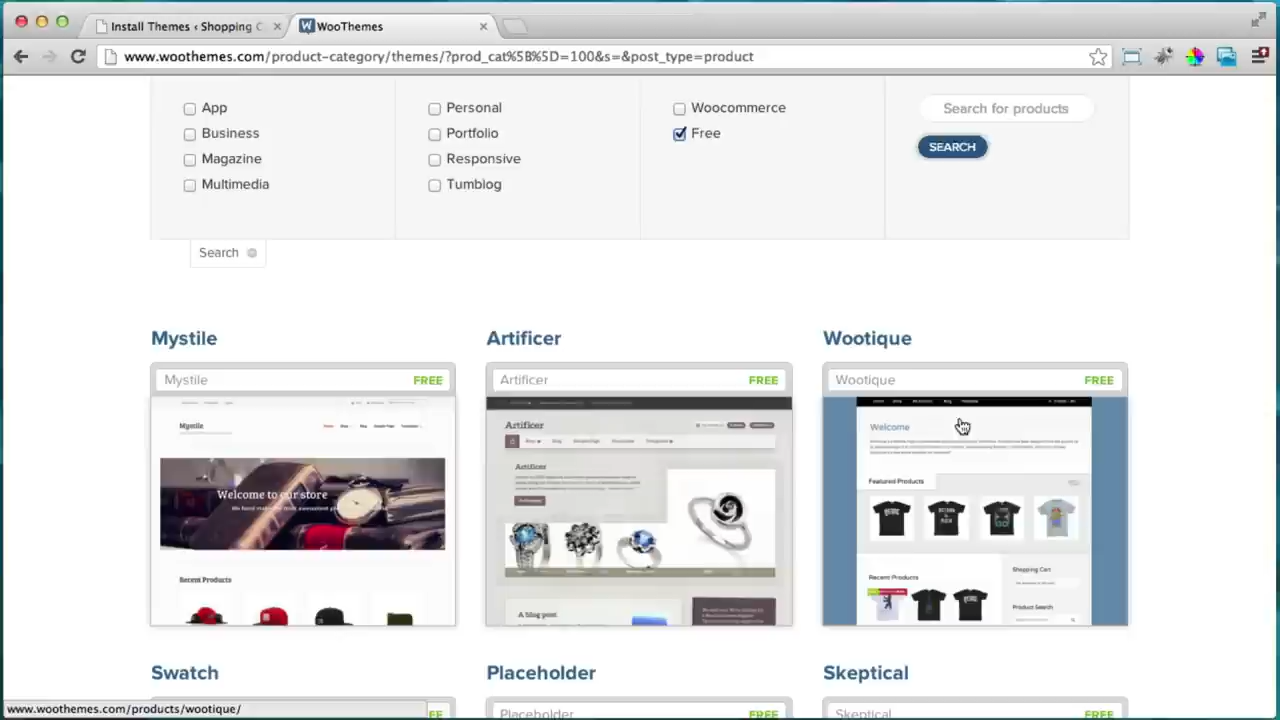 Install Themes ‹ Shopping C
WooThemes
www.woothemes.com/product-category/themes/?prod_cat%5B%5D=100&s=&post_type=product
App
Personal
Woocommerce
Search for products
Business
Portfolio
Free
SEARCH
Magazine
Responsive
Multimedia
Tumblog
Search
Mystile
Artificer
Wootique
Mystile
FREE
Artificer
FREE
Wootique
FREE
Mystile
Welcome to our store
Recent Products
Artificer
Artificer
A blog post
Welcome
Featured Products
Recent Products
Shopping Cart
Product Search
Swatch
Placeholder
Skeptical
FREE
Placeholder
FREE
Skeptical
FREE
www.woothemes.com/products/wootique/